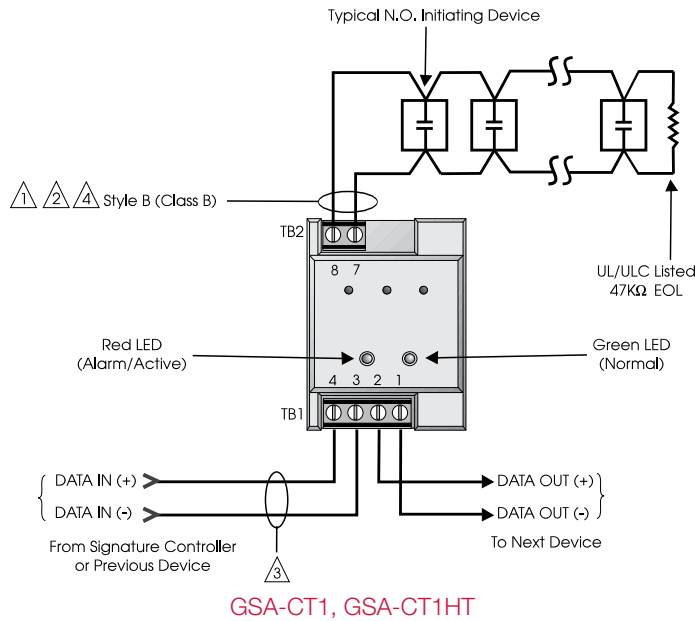 Typical N.O. Initiating Device
1 2 4 Style B (Class B)
TB2
8 7
UL/ULC Listed
47KΩ EOL
Red LED
(Alarm/Active)
Green LED
(Normal)
4 3 2 1
TB1
DATA IN (+)
DATA IN (-)
DATA OUT (+)
DATA OUT (-)
From Signature Controller
or Previous Device
To Next Device
3
GSA-CT1, GSA-CT1HT